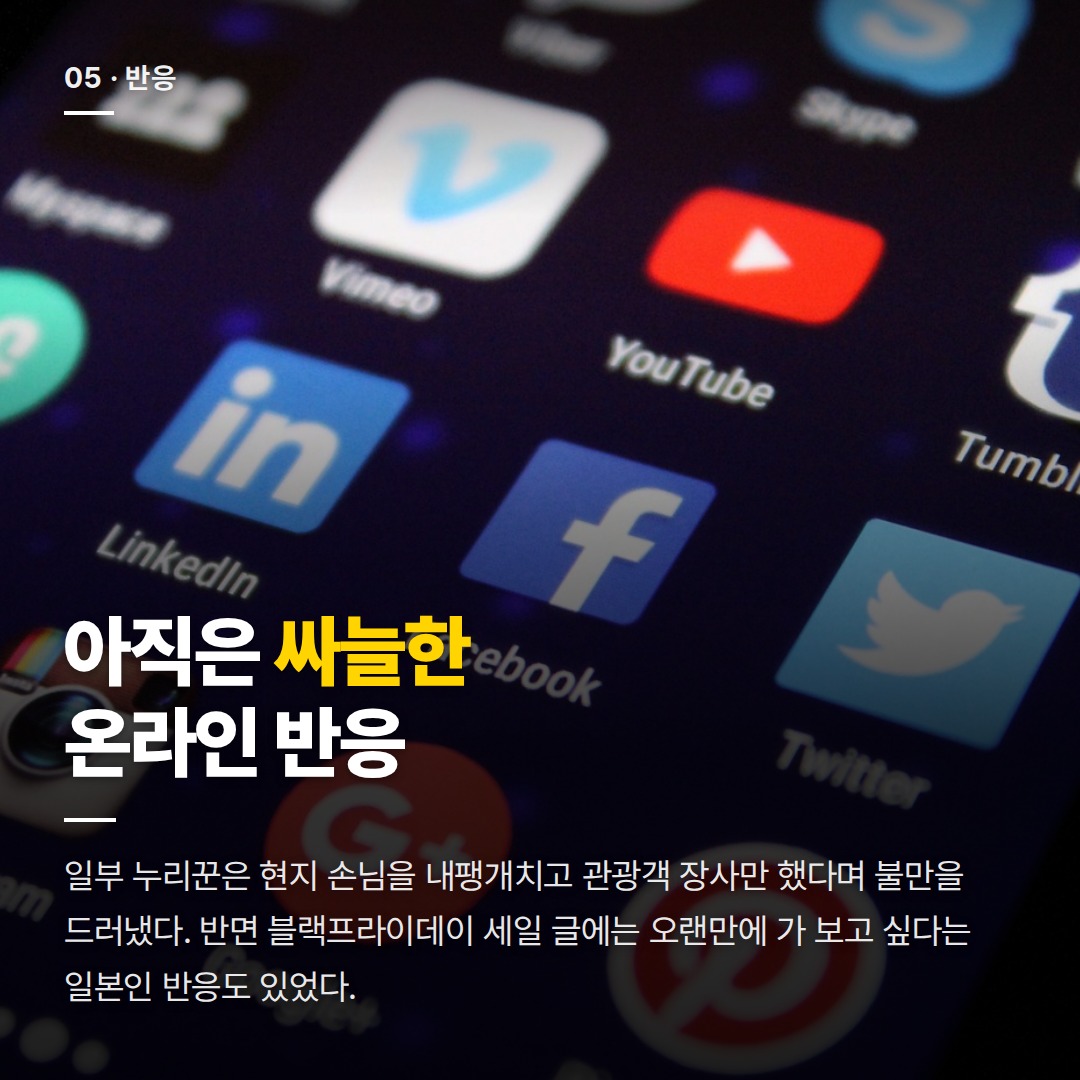 05 · 반응
Viber
Skype
Myspace
Vimeo
YouTube
in
LinkedIn
f
Twitter
아직은 싸늘한
온라인 반응
G+
일부 누리꾼은 현지 손님을 내팽개치고 관광객 장사만 했다며 불만을
드러냈다. 반면 블랙프라이데이 세일 글에는 오랜만에 가 보고 싶다는
일본인 반응도 있었다.